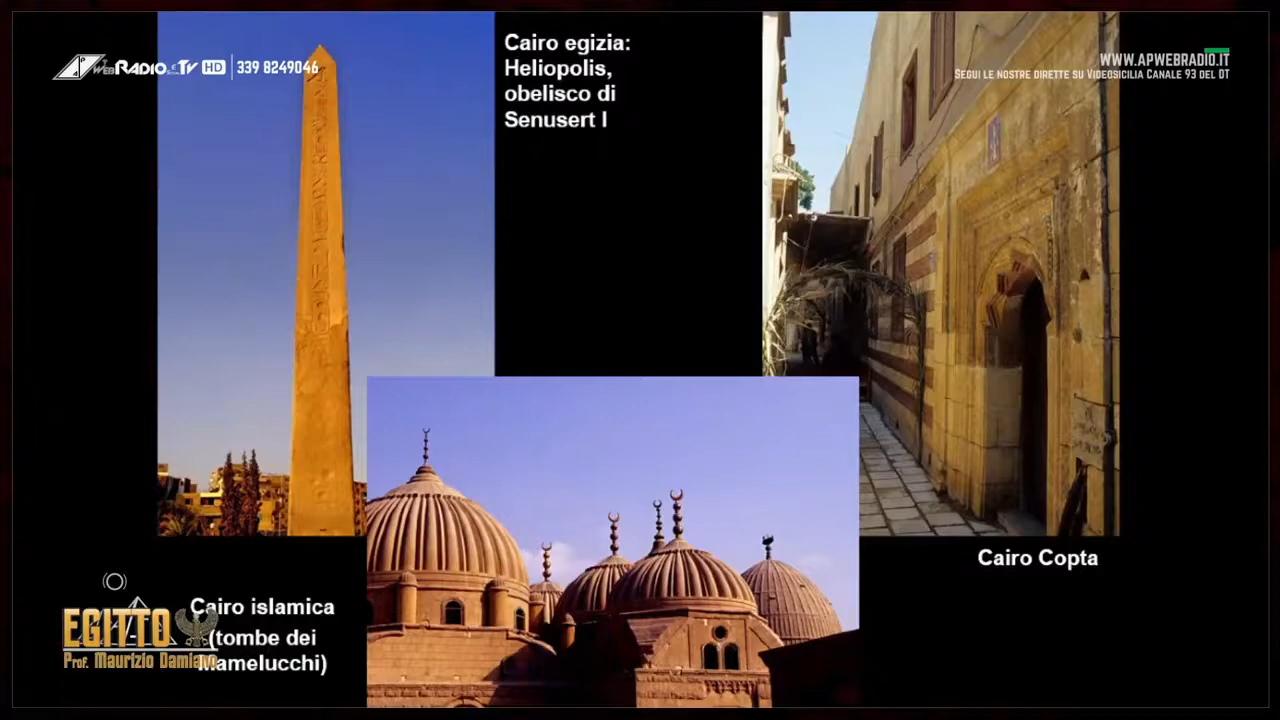 WEB RADIO E TV HD 339 8249046
WWW.APWEBRADIO.IT
Segui le nostre dirette su Videosicilia Canale 93 del DT
Cairo egizia:
Heliopolis,
obelisco di
Senusert I
Cairo Copta
Cairo islamica
(tombe dei
Mamelucchi)
EGITTO
Prof. Maurizio Damiano